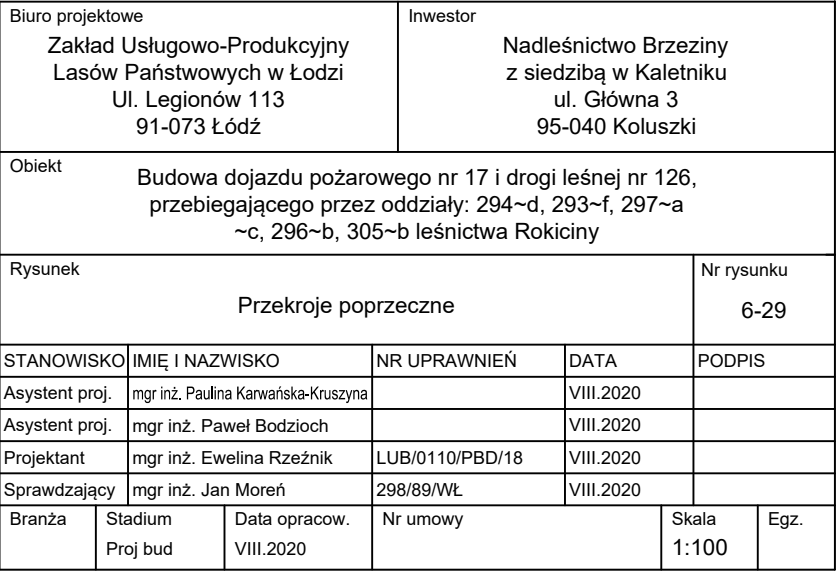 Biuro projektowe
Zakład Usługowo-Produkcyjny
Lasów Państwowych w Łodzi
Ul. Legionów 113
91-073 Łódź
Inwestor
Nadleśnictwo Brzeziny
z siedzibą w Kaletniku
ul. Główna 3
95-040 Koluszki
Obiekt
Budowa dojazdu pożarowego nr 17 i drogi leśnej nr 126,
przebiegającego przez oddziały: 294~d, 293~f, 297~a
~c, 296~b, 305~b leśnictwa Rokiciny
Rysunek
Przekroje poprzeczne
Nr rysunku
6-29
STANOWISKO IMIĘ I NAZWISKO NR UPRAWNIEŃ DATA PODPIS
Asystent proj. mgr inż. Paulina Karwańska-Kruszyna VIII.2020
Asystent proj. mgr inż. Paweł Bodzioch VIII.2020
Projektant mgr inż. Ewelina Rzeźnik LUB/0110/PBD/18 VIII.2020
Sprawdzający mgr inż. Jan Moreń 298/89/WŁ VIII.2020
Branża
Stadium
Proj bud
Data opracow.
VIII.2020
Nr umowy
Skala
1:100
Egz.